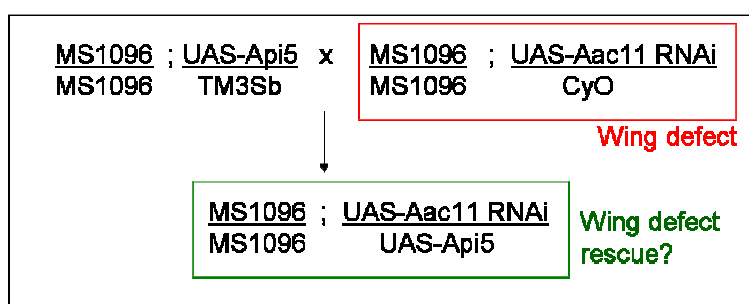 MS1096 ; UAS-Api5 x MS1096 ; UAS-Aac11 RNAi
MS1096 TM3Sb MS1096 CyO
Wing defect
MS1096 ; UAS-Aac11 RNAi
MS1096 UAS-Api5
Wing defect
rescue?